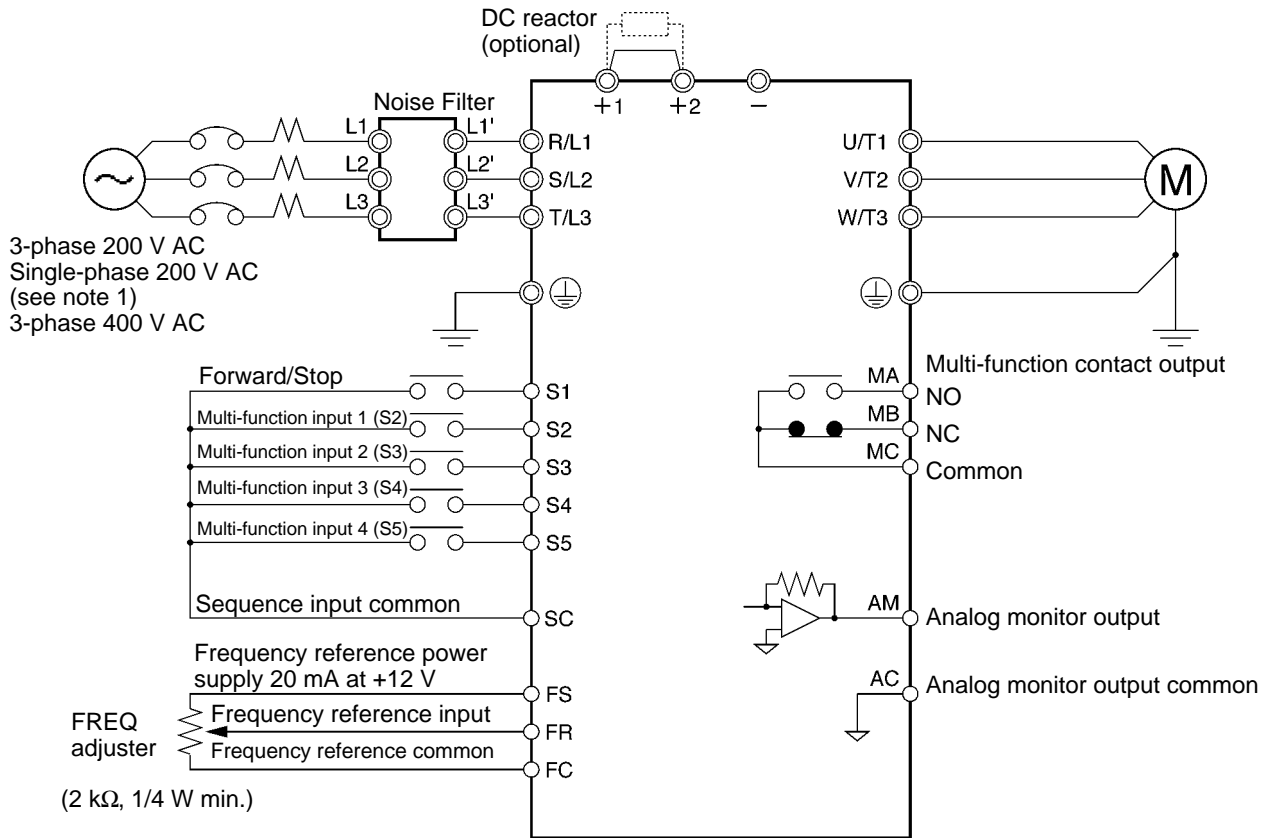 DC reactor
(optional)
+1
+2
−
Noise Filter
L1
L1'
R/L1
U/T1
L2
L2'
S/L2
V/T2
M
L3
L3'
T/L3
W/T3
3-phase 200 V AC
Single-phase 200 V AC
(see note 1)
3-phase 400 V AC
Forward/Stop
S1
Multi-function input 1 (S2)
S2
Multi-function input 2 (S3)
S3
Multi-function input 3 (S4)
S4
Multi-function input 4 (S5)
S5
Sequence input common
SC
Multi-function contact output
MA
NO
MB
NC
MC
Common
AM
Analog monitor output
AC
Analog monitor output common
Frequency reference power
supply 20 mA at +12 V
FS
Frequency reference input
FR
FREQ
adjuster
Frequency reference common
FC
(2 kΩ, 1/4 W min.)